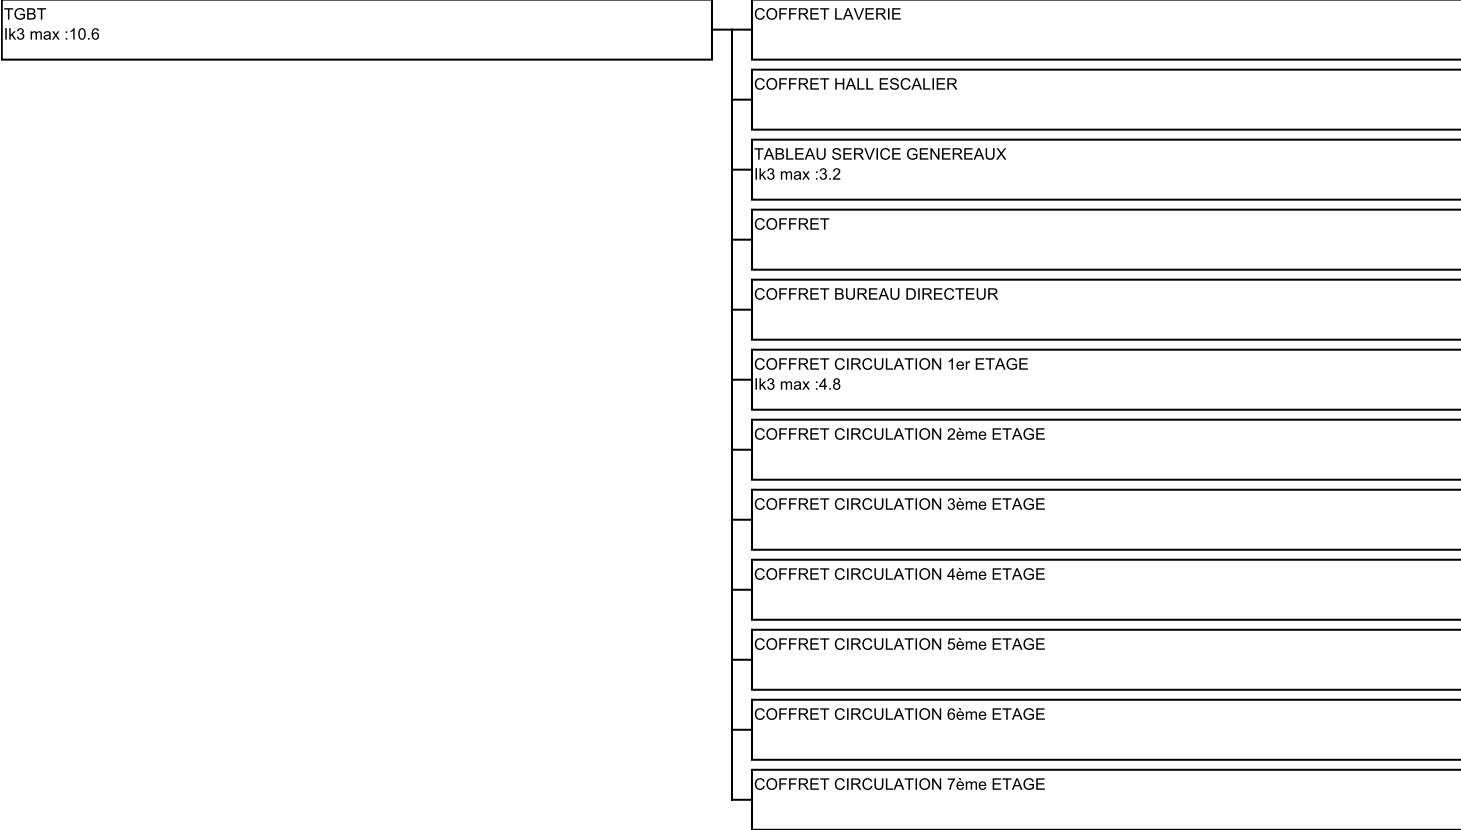 TGBT
Ik3 max :10.6
COFFRET LAVERIE
COFFRET HALL ESCALIER
TABLEAU SERVICE GENEREAUX
Ik3 max :3.2
COFFRET
COFFRET BUREAU DIRECTEUR
COFFRET CIRCULATION 1er ETAGE
Ik3 max :4.8
COFFRET CIRCULATION 2ème ETAGE
COFFRET CIRCULATION 3ème ETAGE
COFFRET CIRCULATION 4ème ETAGE
COFFRET CIRCULATION 5ème ETAGE
COFFRET CIRCULATION 6ème ETAGE
COFFRET CIRCULATION 7ème ETAGE